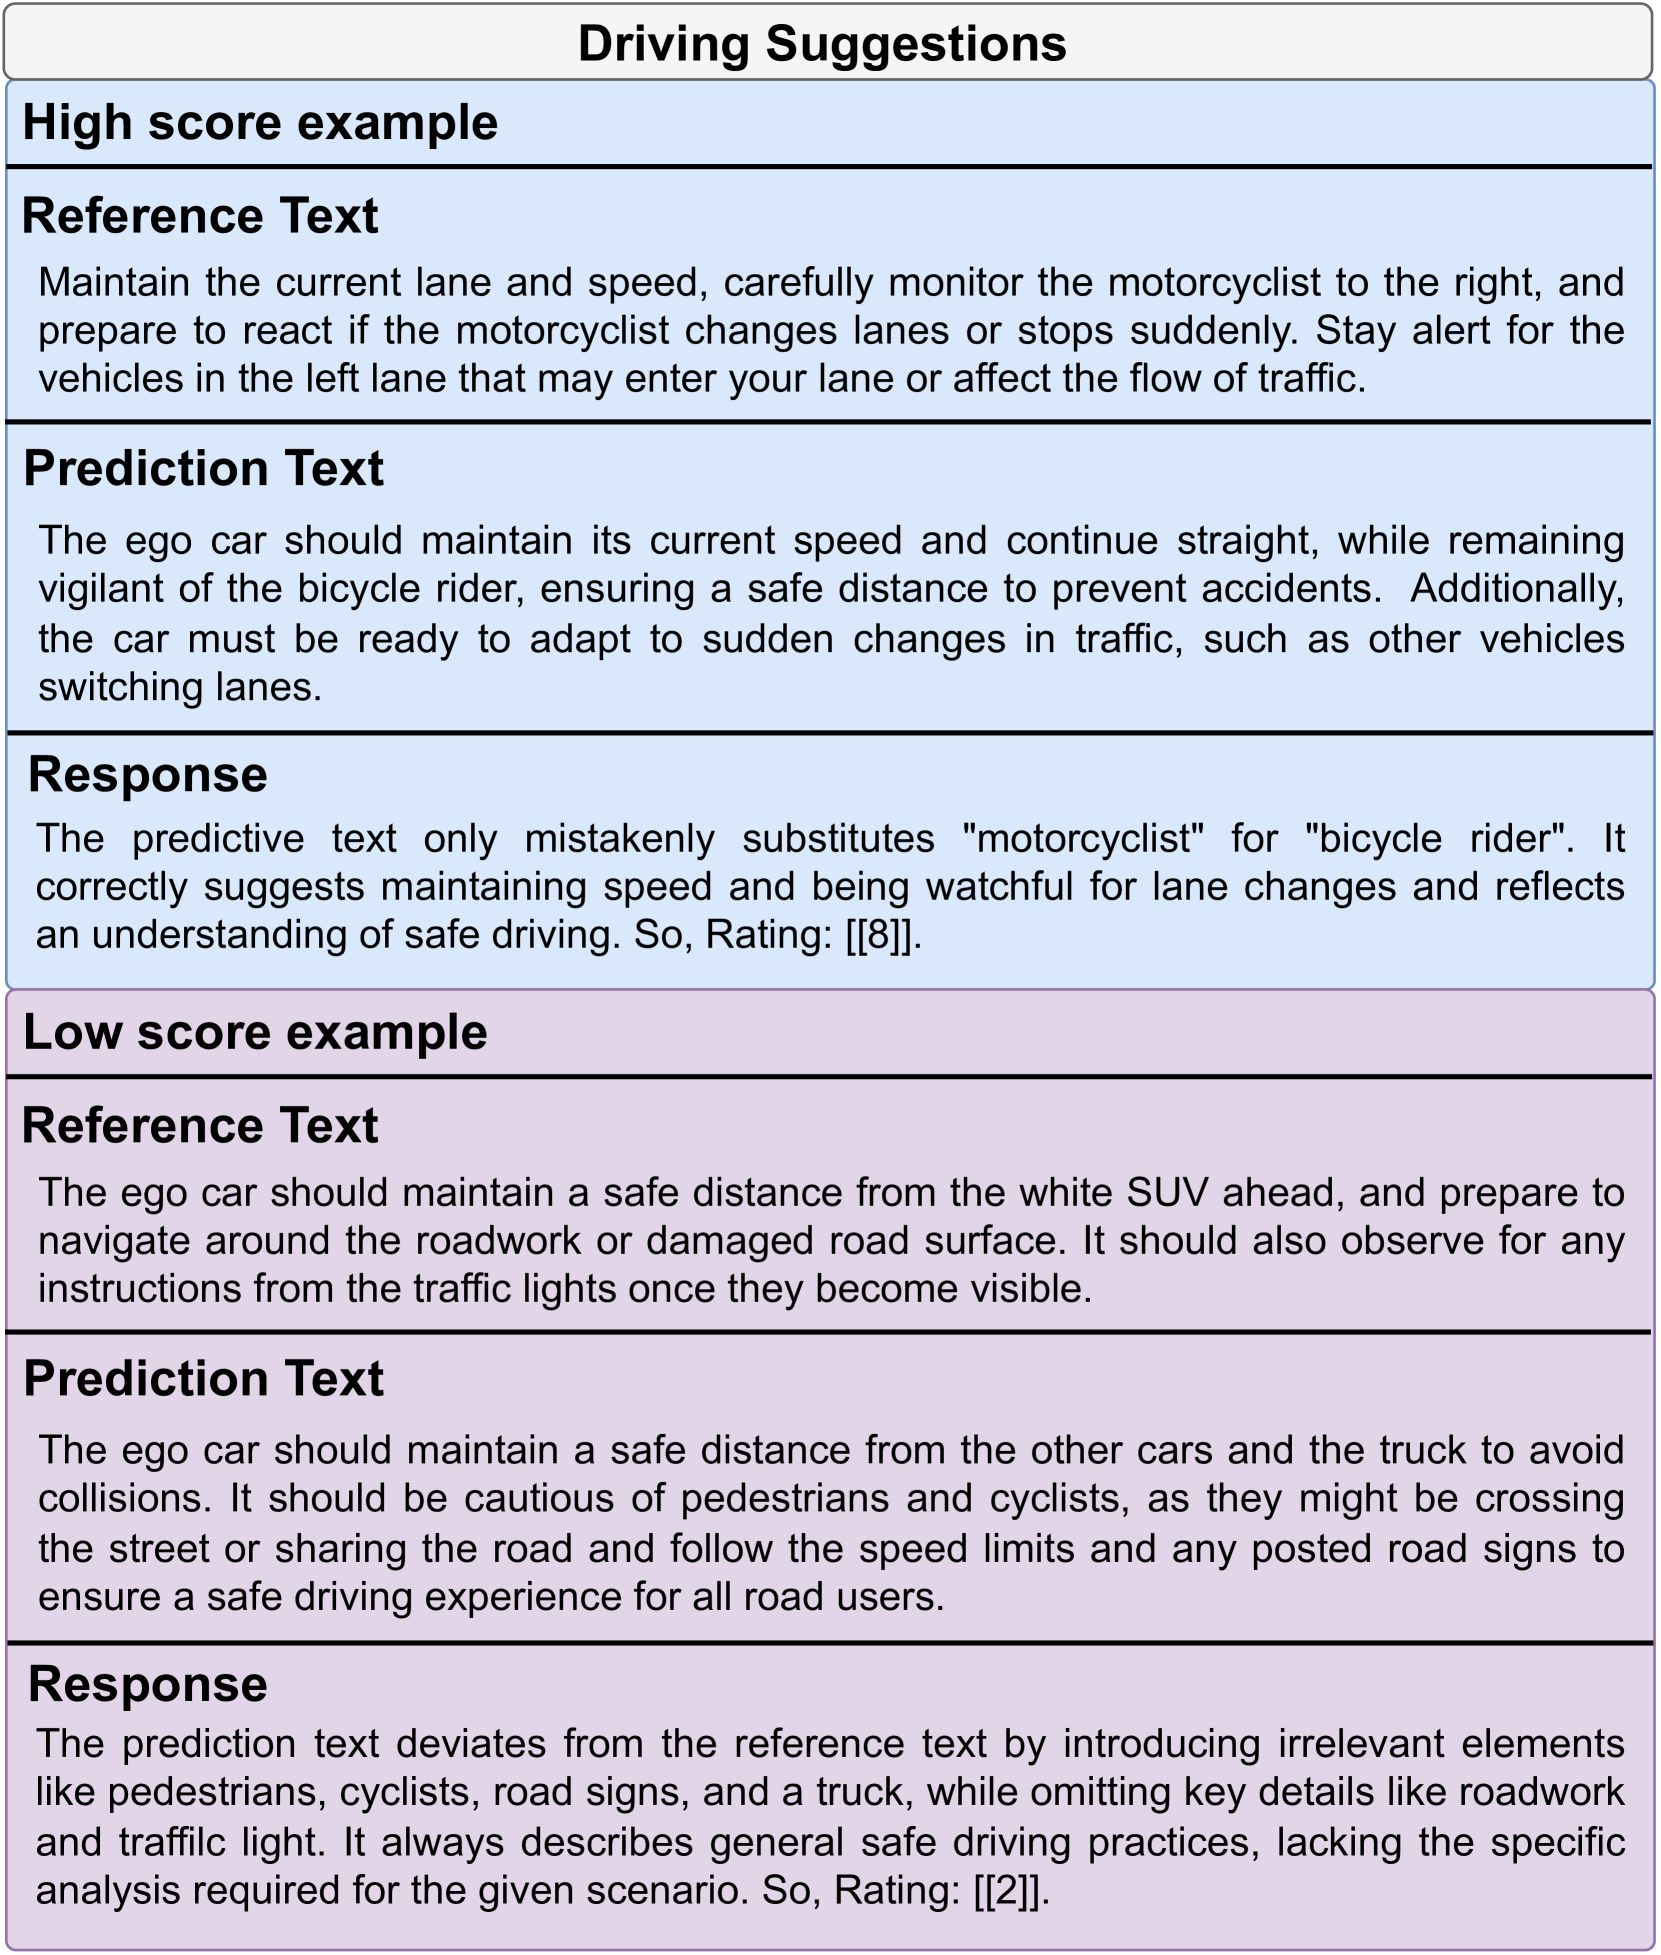 Driving Suggestions
High score example
Reference Text
Maintain the current lane and speed, carefully monitor the motorcyclist to the right, and
prepare to react if the motorcyclist changes lanes or stops suddenly. Stay alert for the
vehicles in the left lane that may enter your lane or affect the flow of traffic.
Prediction Text
The ego car should maintain its current speed and continue straight, while remaining
vigilant of the bicycle rider, ensuring a safe distance to prevent accidents. Additionally,
the car must be ready to adapt to sudden changes in traffic, such as other vehicles
switching lanes.
Response
The predictive text only mistakenly substitutes "motorcyclist" for "bicycle rider". It
correctly suggests maintaining speed and being watchful for lane changes and reflects
an understanding of safe driving. So, Rating: [[8]].
Low score example
Reference Text
The ego car should maintain a safe distance from the white SUV ahead, and prepare to
navigate around the roadwork or damaged road surface. It should also observe for any
instructions from the traffic lights once they become visible.
Prediction Text
The ego car should maintain a safe distance from the other cars and the truck to avoid
collisions. It should be cautious of pedestrians and cyclists, as they might be crossing
the street or sharing the road and follow the speed limits and any posted road signs to
ensure a safe driving experience for all road users.
Response
The prediction text deviates from the reference text by introducing irrelevant elements
like pedestrians, cyclists, road signs, and a truck, while omitting key details like roadwork
and traffilc light. It always describes general safe driving practices, lacking the specific
analysis required for the given scenario. So, Rating: [[2]].